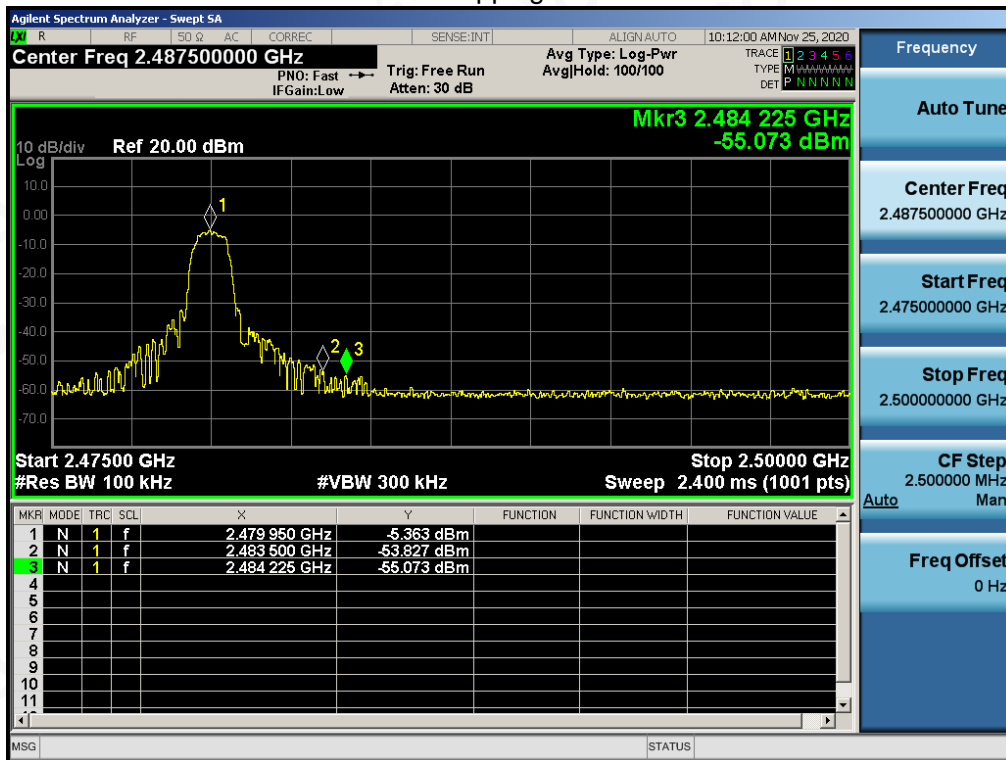 Agilent Spectrum Analyzer - Swept SA
LXI R RF 50 Ω AC CORREC SENSE:INT ALIGN AUTO 10:12:00 AM Nov 25, 2020
Center Freq 2.487500000 GHz
PNO: Fast
IFGain:Low
Trig: Free Run
Atten: 30 dB
Avg Type: Log-Pwr
Avg|Hold: 100/100
TRACE 1 2 3 4 5 6
TYPE M WWWWW
DET P N N N N N
Mkr3 2.484 225 GHz
-55.073 dBm
10 dB/div Ref 20.00 dBm
Log
10.0
0.00
-10.0
-20.0
-30.0
-40.0
-50.0
-60.0
-70.0
1
2
3
Start 2.47500 GHz Stop 2.50000 GHz
#Res BW 100 kHz #VBW 300 kHz Sweep 2.400 ms (1001 pts)
MKR MODE TRC SCL X Y FUNCTION FUNCTION WIDTH FUNCTION VALUE
1 N 1 f 2.479 950 GHz -5.363 dBm
2 N 1 f 2.483 500 GHz -53.827 dBm
3 N 1 f 2.484 225 GHz -55.073 dBm
4
5
6
7
8
9
10
11
MSG STATUS
Frequency
Auto Tune
Center Freq
2.487500000 GHz
Start Freq
2.475000000 GHz
Stop Freq
2.500000000 GHz
CF Step
2.500000 MHz
Auto Man
Freq Offset
0 Hz